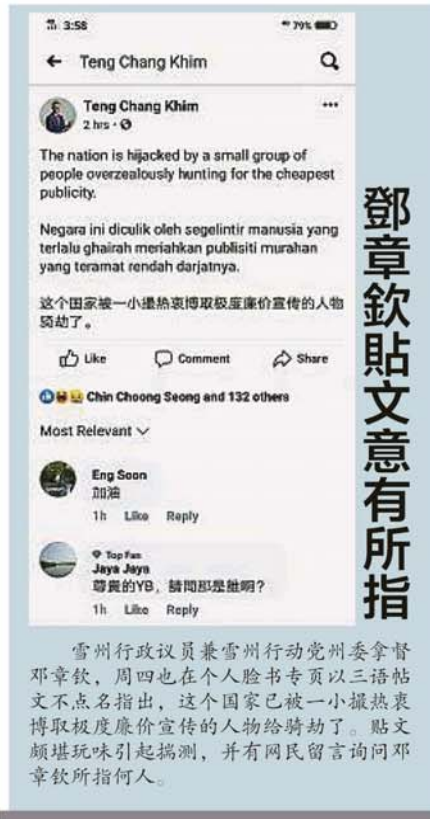 3:58
79%
Teng Chang Khim
Teng Chang Khim
2 hrs
The nation is hijacked by a small group of
people overzealously hunting for the cheapest
publicity.
Negara ini diculik oleh segelintir manusia yang
terlalu ghairah meriahkan publisiti murahan
yang teramat rendah darjatnya.
这个国家被一小撮热衷博取极度廉价宣传的人物
骑劫了。
Like Comment Share
Chin Choong Seong and 132 others
Most Relevant
Eng Soon
加油
1h Like Reply
Top Fan
Jaya Jaya
尊貴的YB，請問那是誰啊？
1h Like Reply
鄧章欽貼文意有所指
雪州行政议员兼雪州行动党州委拿督
邓章钦，周四也在个人脸书专页以三语帖
文不点名指出，这个国家已被一小撮热衷
博取极度廉价宣传的人物给骑劫了。贴文
颇堪玩味引起揣测，并有网民留言询问邓
章钦所指何人。